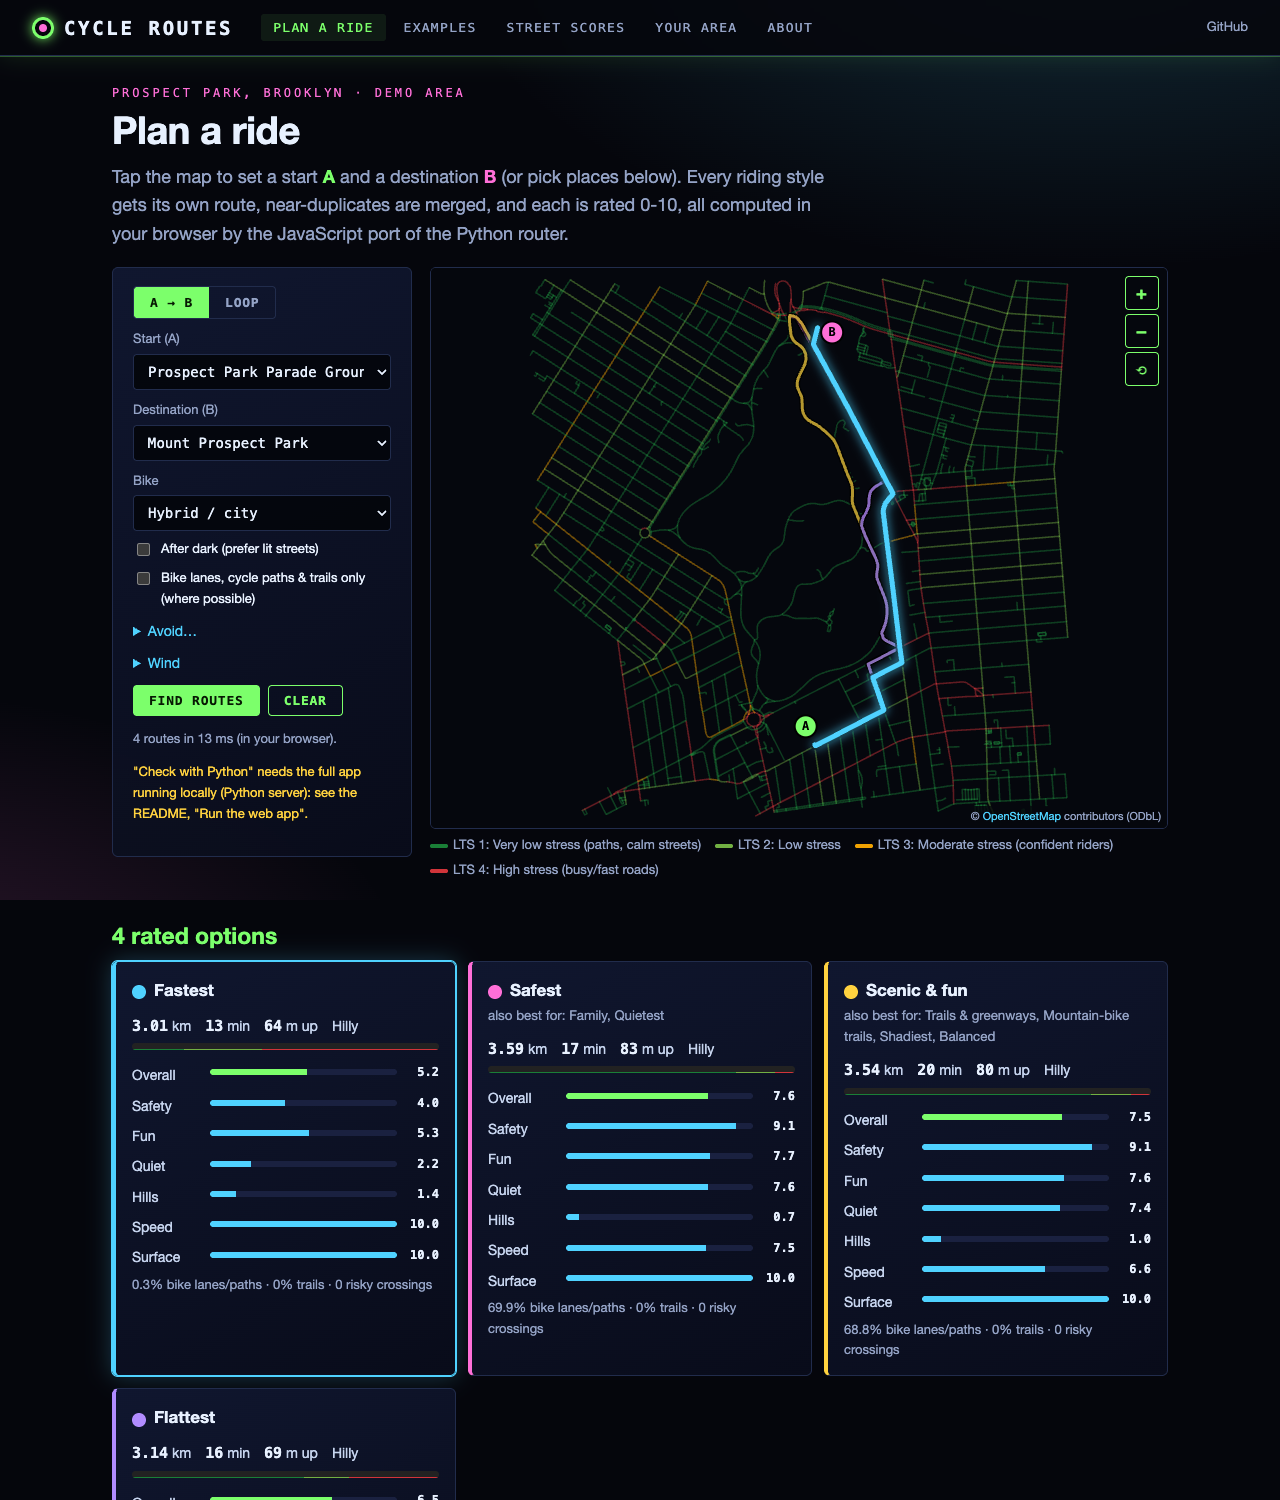 CYCLE ROUTES PLAN A RIDE EXAMPLES STREET SCORES YOUR AREA ABOUT GitHub
PROSPECT PARK, BROOKLYN · DEMO AREA
Plan a ride
Tap the map to set a start A and a destination B (or pick places below). Every riding style
gets its own route, near-duplicates are merged, and each is rated 0-10, all computed in
your browser by the JavaScript port of the Python router.
A → B LOOP
Start (A)
Prospect Park Parade Groun
Destination (B)
Mount Prospect Park
Bike
Hybrid / city
After dark (prefer lit streets)
Bike lanes, cycle paths & trails only
(where possible)
Avoid...
Wind
FIND ROUTES CLEAR
4 routes in 13 ms (in your browser).
"Check with Python" needs the full app
running locally (Python server): see the
README, "Run the web app".
+
−
⟲
B
A
© OpenStreetMap contributors (ODbL)
LTS 1: Very low stress (paths, calm streets) LTS 2: Low stress LTS 3: Moderate stress (confident riders)
LTS 4: High stress (busy/fast roads)
4 rated options
Fastest
3.01 km 13 min 64 m up Hilly
Overall 5.2
Safety 4.0
Fun 5.3
Quiet 2.2
Hills 1.4
Speed 10.0
Surface 10.0
0.3% bike lanes/paths · 0% trails · 0 risky crossings
Safest
also best for: Family, Quietest
3.59 km 17 min 83 m up Hilly
Overall 7.6
Safety 9.1
Fun 7.7
Quiet 7.6
Hills 0.7
Speed 7.5
Surface 10.0
69.9% bike lanes/paths · 0% trails · 0 risky
crossings
Scenic & fun
also best for: Trails & greenways, Mountain-bike
trails, Shadiest, Balanced
3.54 km 20 min 80 m up Hilly
Overall 7.5
Safety 9.1
Fun 7.6
Quiet 7.4
Hills 1.0
Speed 6.6
Surface 10.0
68.8% bike lanes/paths · 0% trails · 0 risky
crossings
Flattest
3.14 km 16 min 69 m up Hilly
Overall 6.5